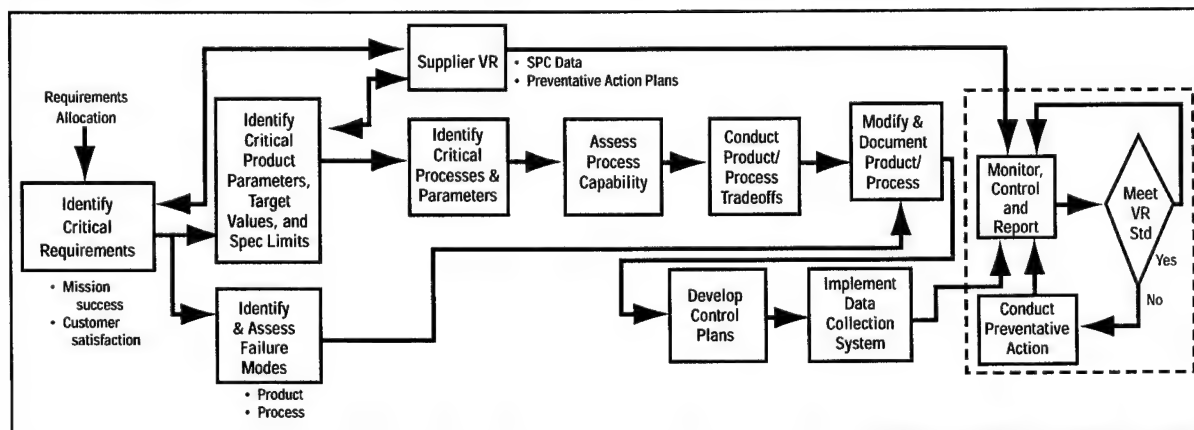 Requirements
Allocation
Identify
Critical
Requirements
• Mission
success
• Customer
satisfaction
Identify
Critical
Product
Parameters,
Target
Values, and
Spec Limits
Identify
& Assess
Failure
Modes
• Product
• Process
Supplier VR
• SPC Data
• Preventative Action Plans
Identify
Critical
Processes &
Parameters
Assess
Process
Capability
Conduct
Product/
Process
Tradeoffs
Modify &
Document
Product/
Process
Develop
Control
Plans
Implement
Data
Collection
System
Monitor,
Control
and
Report
Meet
VR
Std
Yes
No
Conduct
Preventative
Action